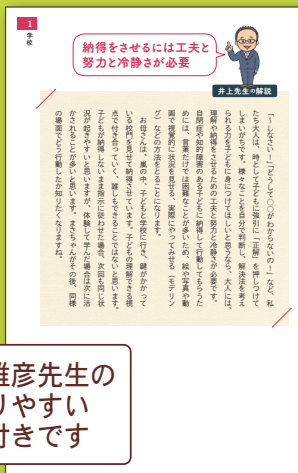 1
学校
納得をさせるには工夫と
努力と冷静さが必要
井上先生の解説
「〜しなさい!」「どうして〇〇がわからないの!」など、私
たち大人は、時として子どもに強引に「正解」を押しつけて
しまいがちです。様々なことを自分で判断し、解決法を考え
られる力を子どもに身につけてほしいと思うなら、大人には、
理解や納得をさせるための工夫と努力と冷静さが必要です。
自閉症や知的障害のある子どもに納得して行動してもらうた
めには、言葉だけでは困難なことが多いため、絵や写真や動
画で視覚的に状況を見せる、実際にやってみせる(モデリン
グ)などの方法をとることになります。
お母さんは、嵐の中、子どもと学校に行き、鍵がかかって
いる校門を見せて納得させています。子どもの理解できる視
点で付き合っていく、誰しもできることではないと思います。
子どもが納得しないまま指示に従わせた場合、次回も同じ状
況が起きやすいと思いますが、体験して学んだ場合は次に活
かされることが多いと思います。まさちゃんがその後、同様
の場面でどう行動したか知りたくなりますね。
雅彦先生の
りやすい
付きです